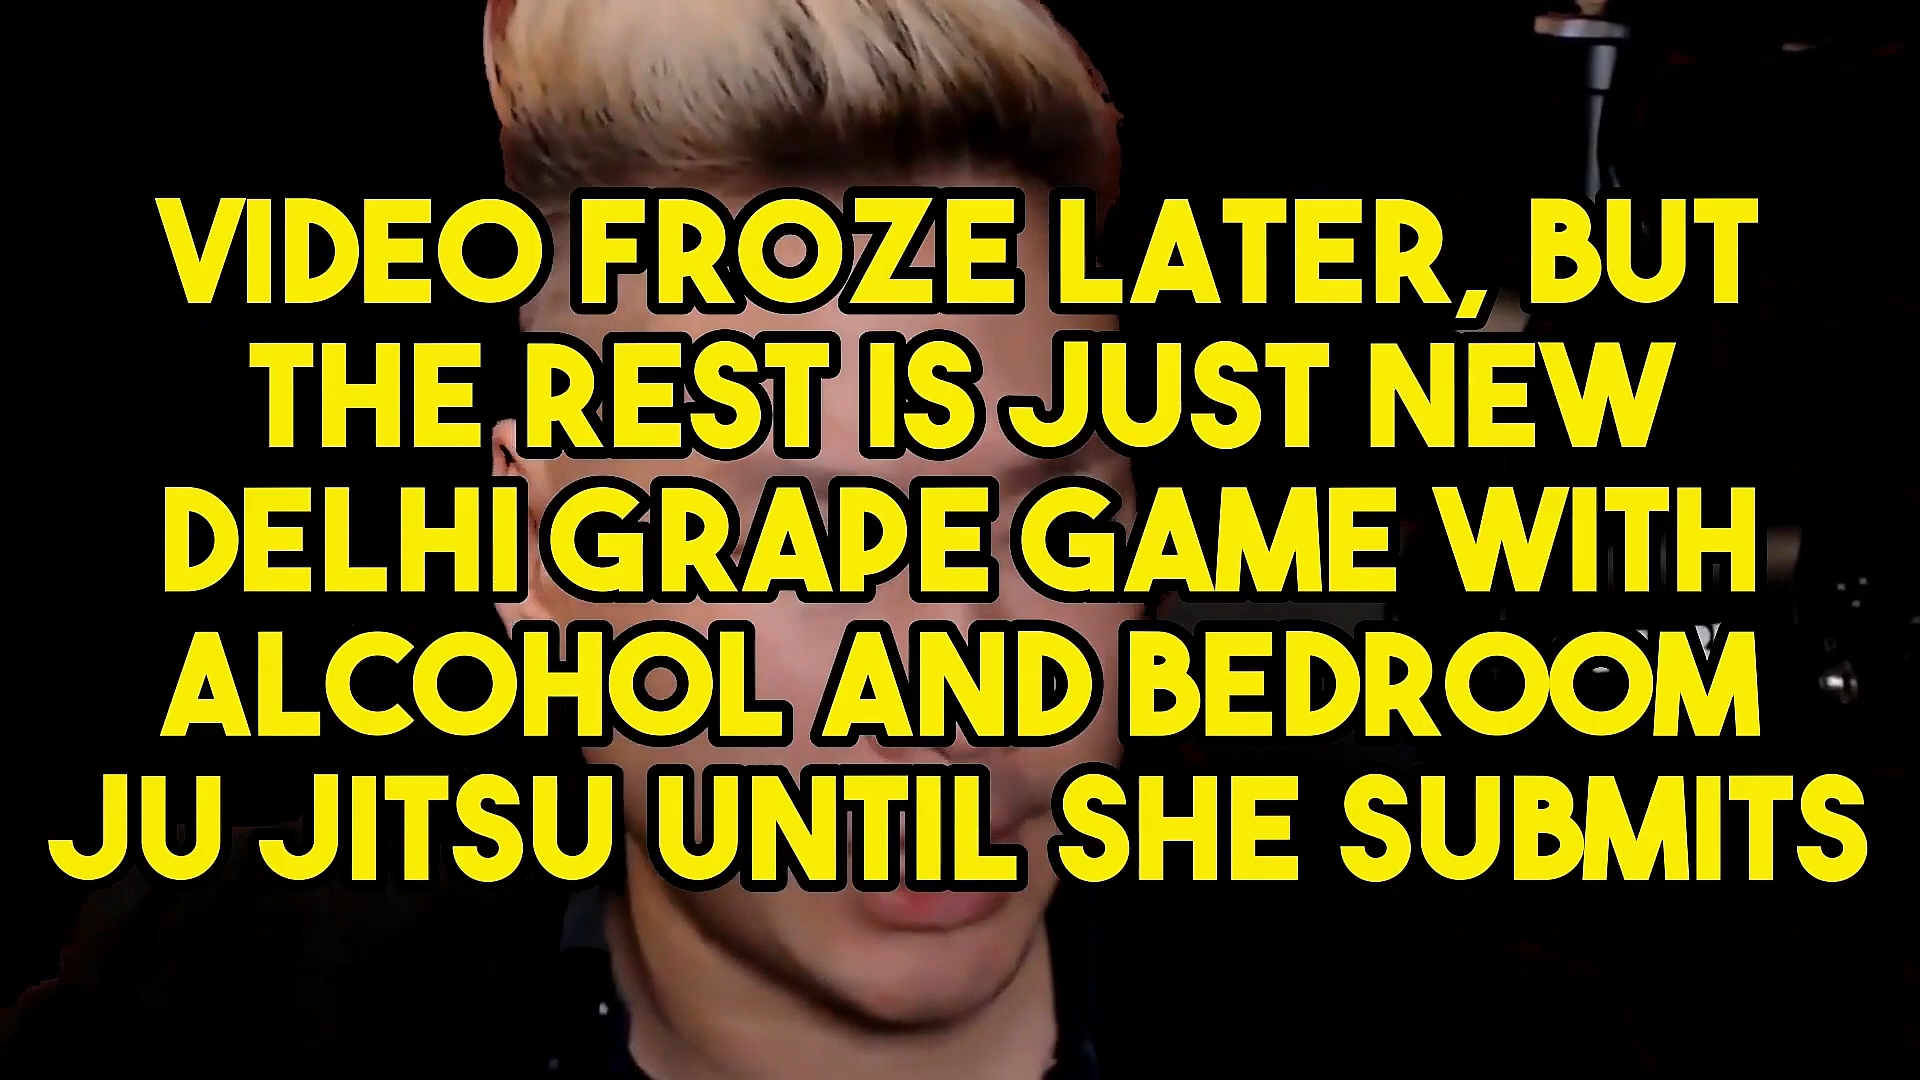 VIDEO FROZE LATER, BUT
THE REST IS JUST NEW
DELHI GRAPE GAME WITH
ALCOHOL AND BEDROOM
JU JITSU UNTIL SHE SUBMITS